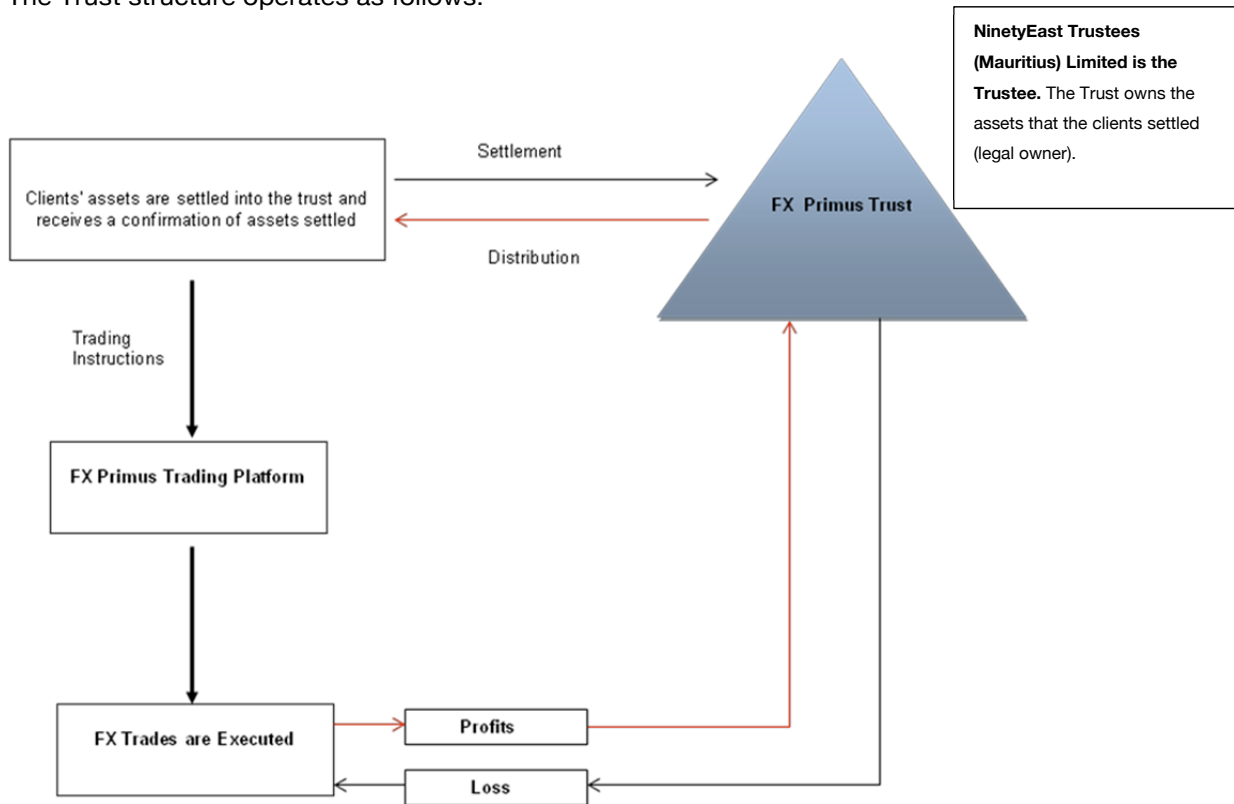 The Trust structure operates as follows:
NinetyEast Trustees
(Mauritius) Limited is the
Trustee. The Trust owns the
assets that the clients settled
(legal owner).
Settlement
Clients' assets are settled into the trust and
receives a confirmation of assets settled
FX Primus Trust
Distribution
Trading
Instructions
FX Primus Trading Platform
FX Trades are Executed
Profits
Loss